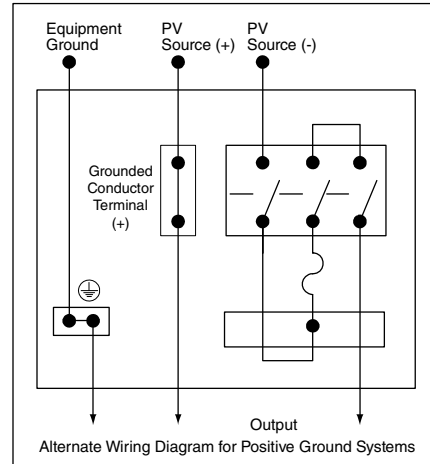 Equipment
Ground
PV
Source (+)
PV
Source (-)
Grounded
Conductor
Terminal
(+)
Output
Alternate Wiring Diagram for Positive Ground Systems